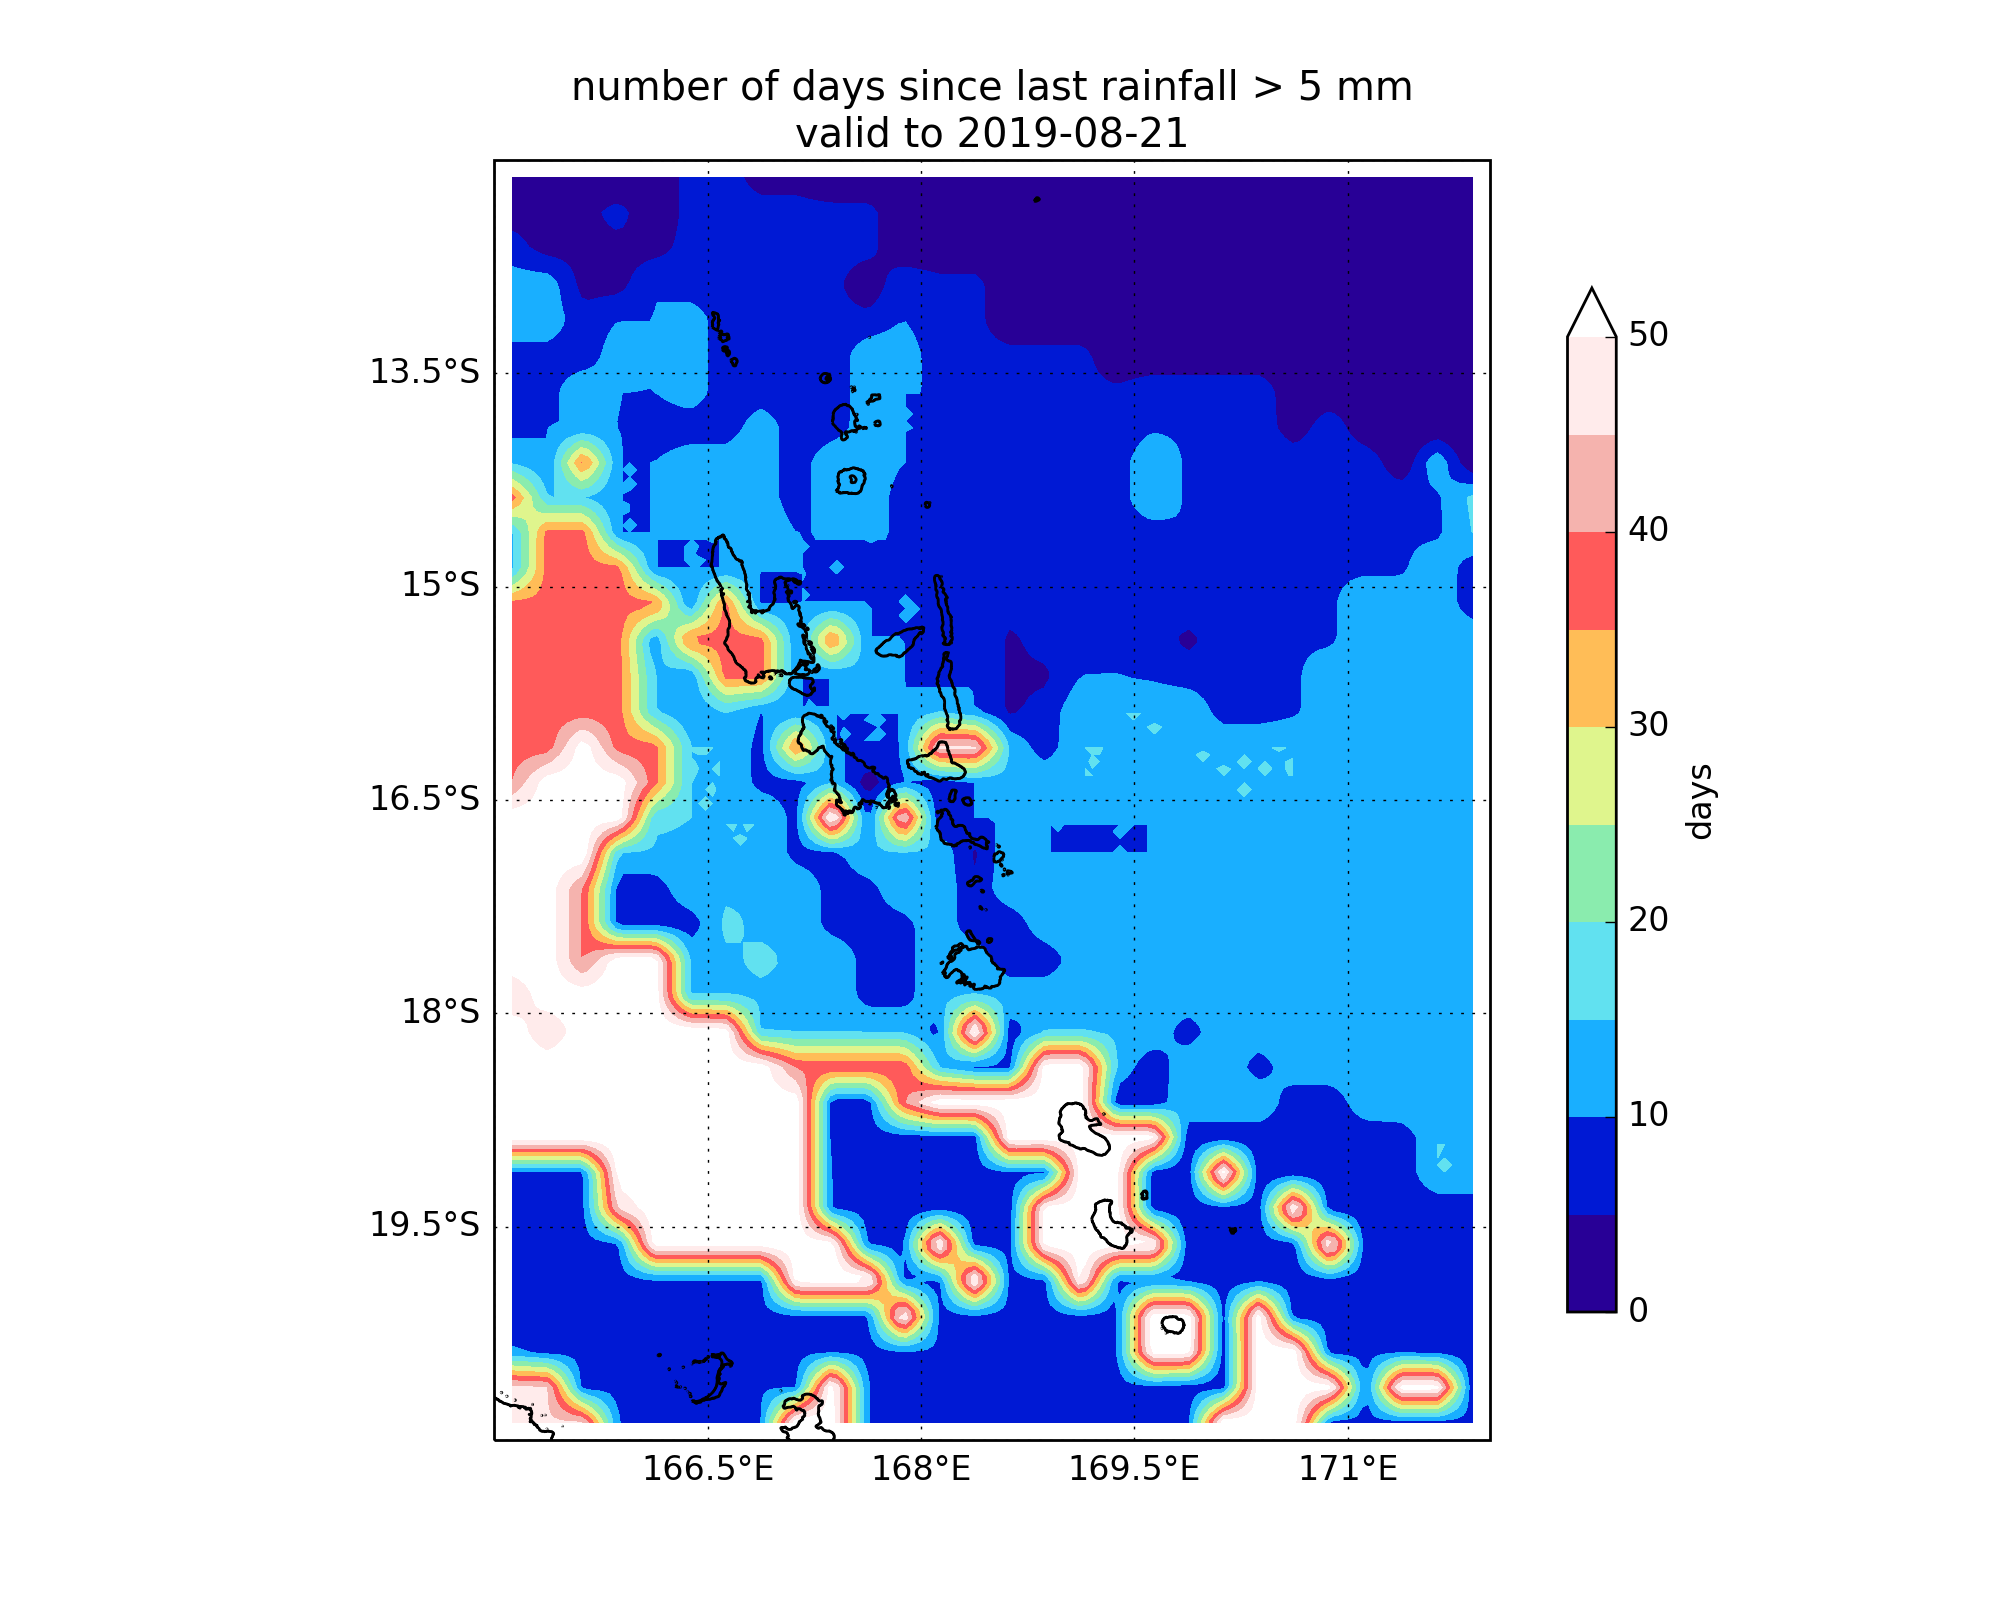 number of days since last rainfall > 5 mm
valid to 2019-08-21
13.5°S
15°S
16.5°S
18°S
19.5°S
166.5°E
168°E
169.5°E
171°E
50
40
30
20
10
0
days